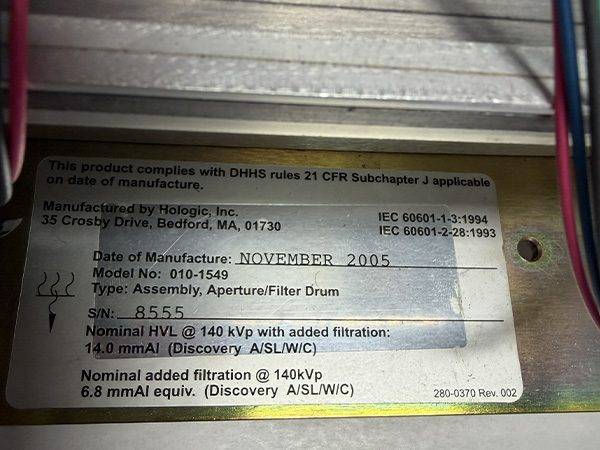 This product complies with DHHS rules 21 CFR Subchapter J applicable
on date of manufacture.
Manufactured by Hologic, Inc.
35 Crosby Drive, Bedford, MA, 01730
IEC 60601-1-3:1994
IEC 60601-2-28:1993
Date of Manufacture: NOVEMBER 2005
Model No: 010-1549
Type: Assembly, Aperture/Filter Drum
S/N: 8555
Nominal HVL @ 140 kVp with added filtration:
14.0 mmAl (Discovery A/SL/W/C)
Nominal added filtration @ 140kVp
6.8 mmAl equiv. (Discovery A/SL/W/C)
280-0370 Rev. 002